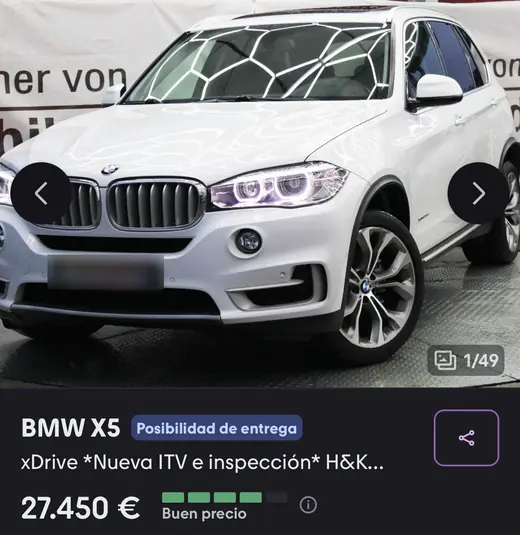 ner von
1/49
BMW X5 Posibilidad de entrega
xDrive *Nueva ITV e inspección* H&K...
27.450 €
Buen precio